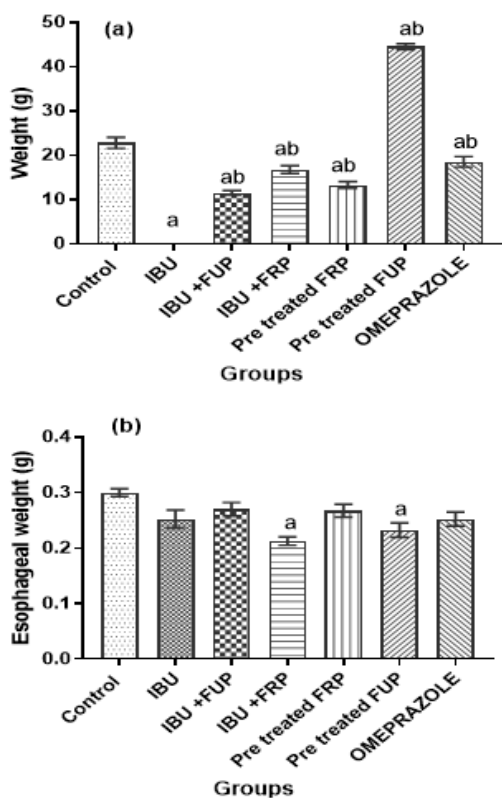 (a)
Weight (g)
50
40
30
20
10
0
a
ab
ab
ab
ab
ab
Control
IBU
IBU +FUP
IBU +FRP
Pre treated FRP
Pre treated FUP
OMEPRAZOLE
Groups
(b)
Esophageal weight (g)
0.4
0.3
0.2
0.1
0.0
a
a
Control
IBU
IBU +FUP
IBU +FRP
Pre treated FRP
Pre treated FUP
OMEPRAZOLE
Groups